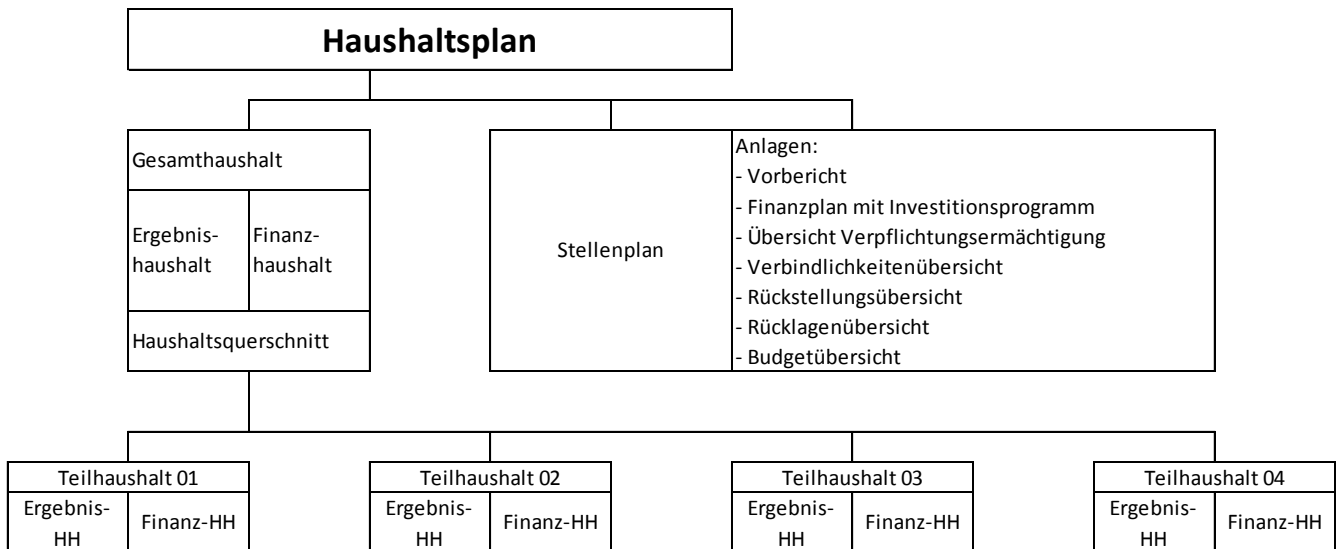 Haushaltsplan
Gesamthaushalt
Ergebnis-
haushalt
Finanz-
haushalt
Haushaltsquerschnitt
Stellenplan
Anlagen:
- Vorbericht
- Finanzplan mit Investitionsprogramm
- Übersicht Verpflichtungsermächtigung
- Verbindlichkeitenübersicht
- Rückstellungsübersicht
- Rücklagenübersicht
- Budgetübersicht
Teilhaushalt 01
Ergebnis-
HH
Finanz-HH
Teilhaushalt 02
Ergebnis-
HH
Finanz-HH
Teilhaushalt 03
Ergebnis-
HH
Finanz-HH
Teilhaushalt 04
Ergebnis-
HH
Finanz-HH